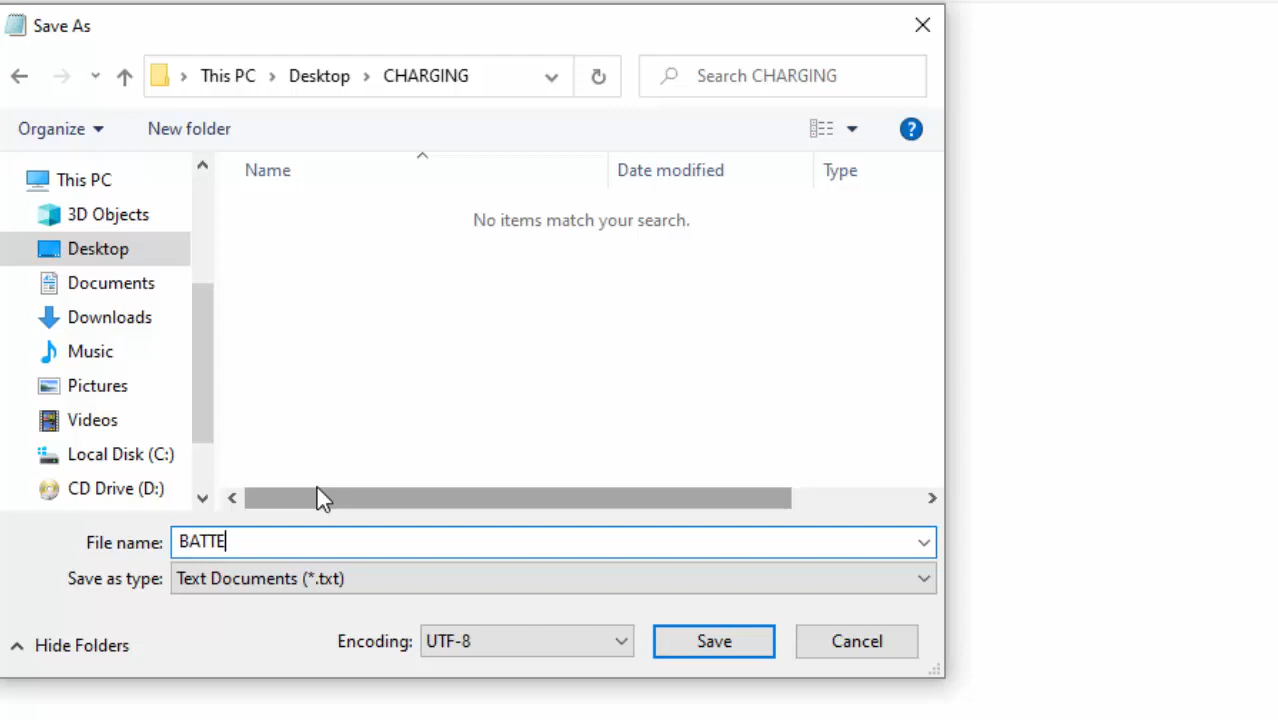 Save As
This PC > Desktop > CHARGING
Search CHARGING
Organize
New folder
?
Name
Date modified
Type
No items match your search.
This PC
3D Objects
Desktop
Documents
Downloads
Music
Pictures
Videos
Local Disk (C:)
CD Drive (D:)
File name: BATTE
Save as type: Text Documents (*.txt)
Hide Folders
Encoding: UTF-8
Save
Cancel